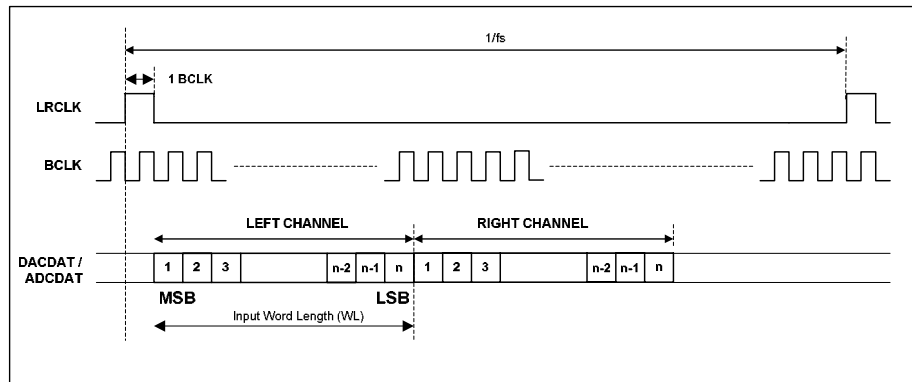 1/fs
1 BCLK
LRCLK
BCLK
LEFT CHANNEL
RIGHT CHANNEL
DACDAT /
ADCDAT
1 2 3 n-2 n-1 n 1 2 3 n-2 n-1 n
MSB LSB
Input Word Length (WL)